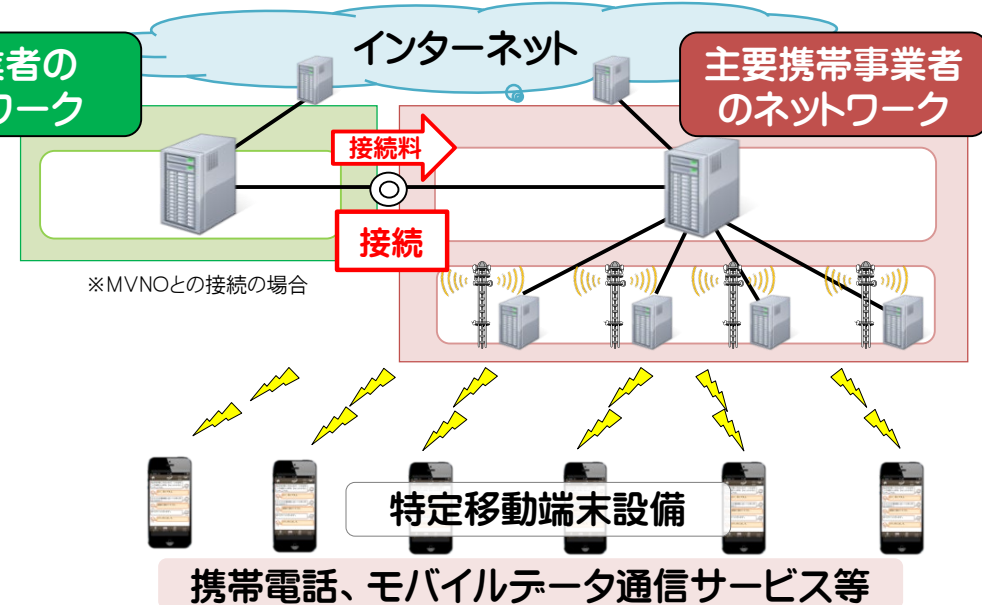 インターネット
業者の
ワーク
主要携帯事業者
のネットワーク
接続料
接続
※MVNOとの接続の場合
特定移動端末設備
携帯電話、モバイルデータ通信サービス等